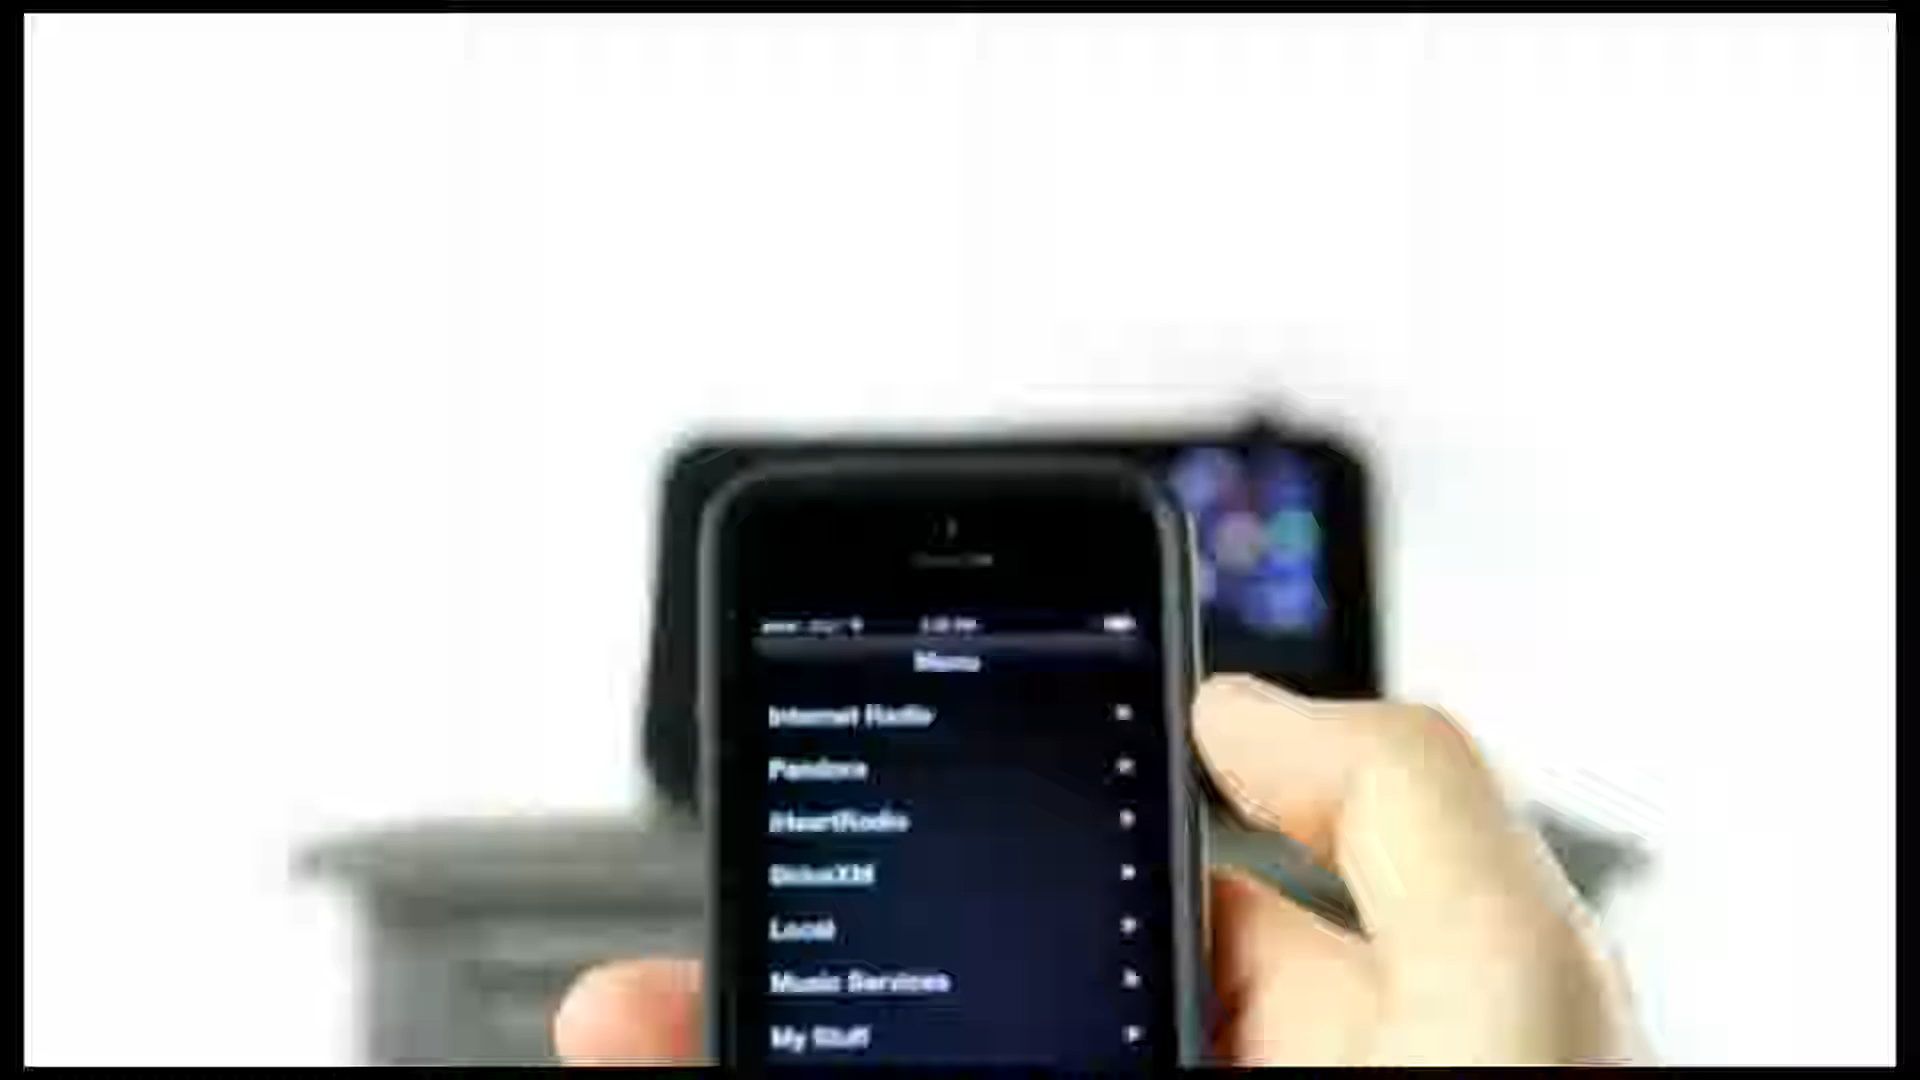 Menu
Internet Radio
Pandora
iHeartRadio
SiriusXM
Local
Music Services
My Stuff